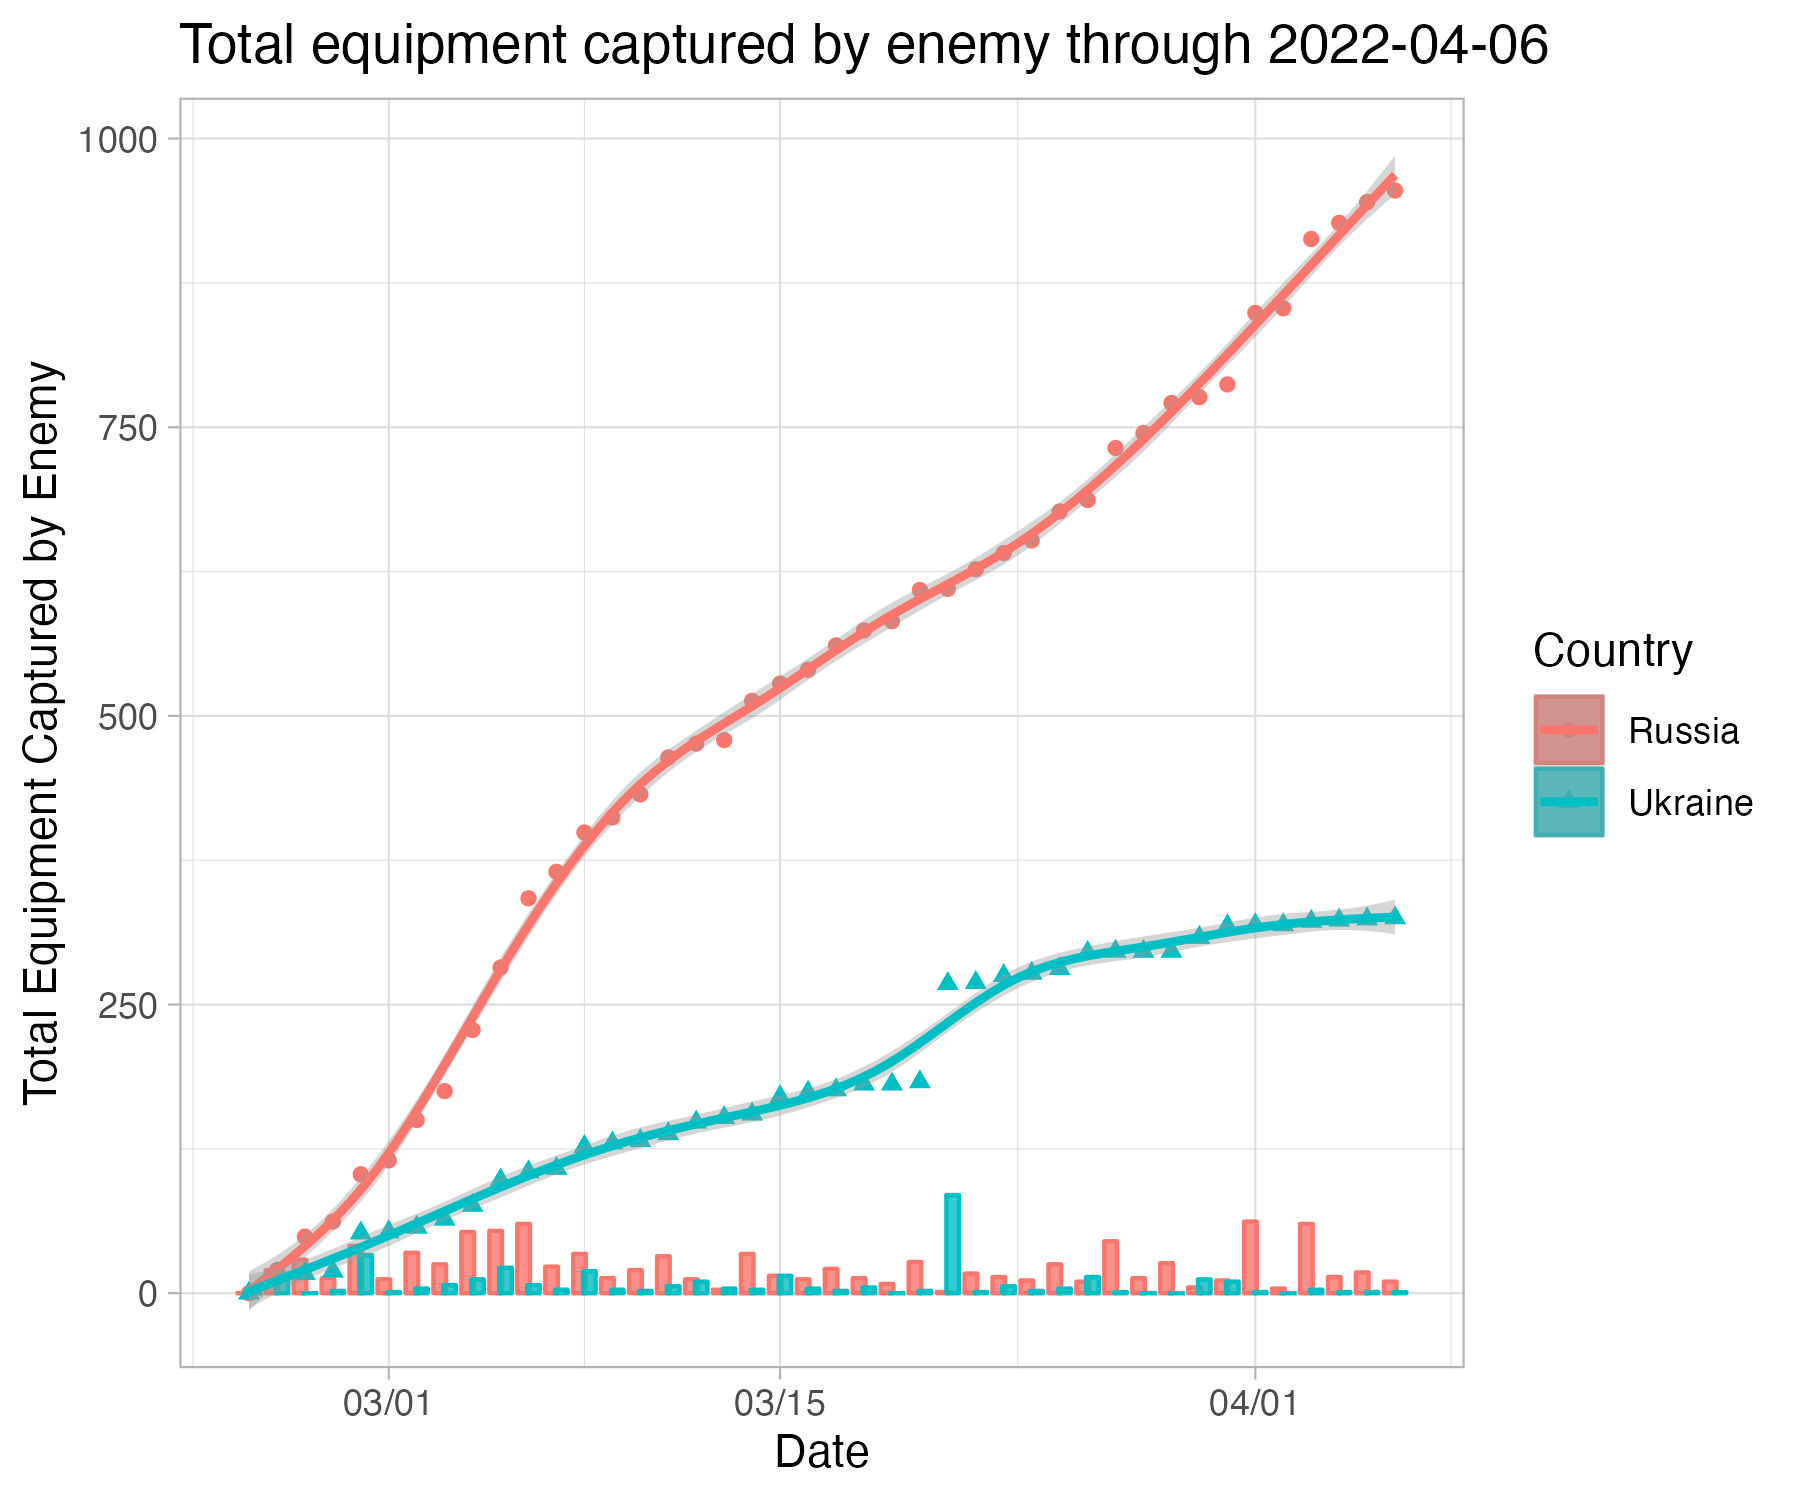 Total equipment captured by enemy through 2022-04-06
Total Equipment Captured by Enemy
1000
750
500
250
0
03/01
03/15
04/01
Date
Country
Russia
Ukraine